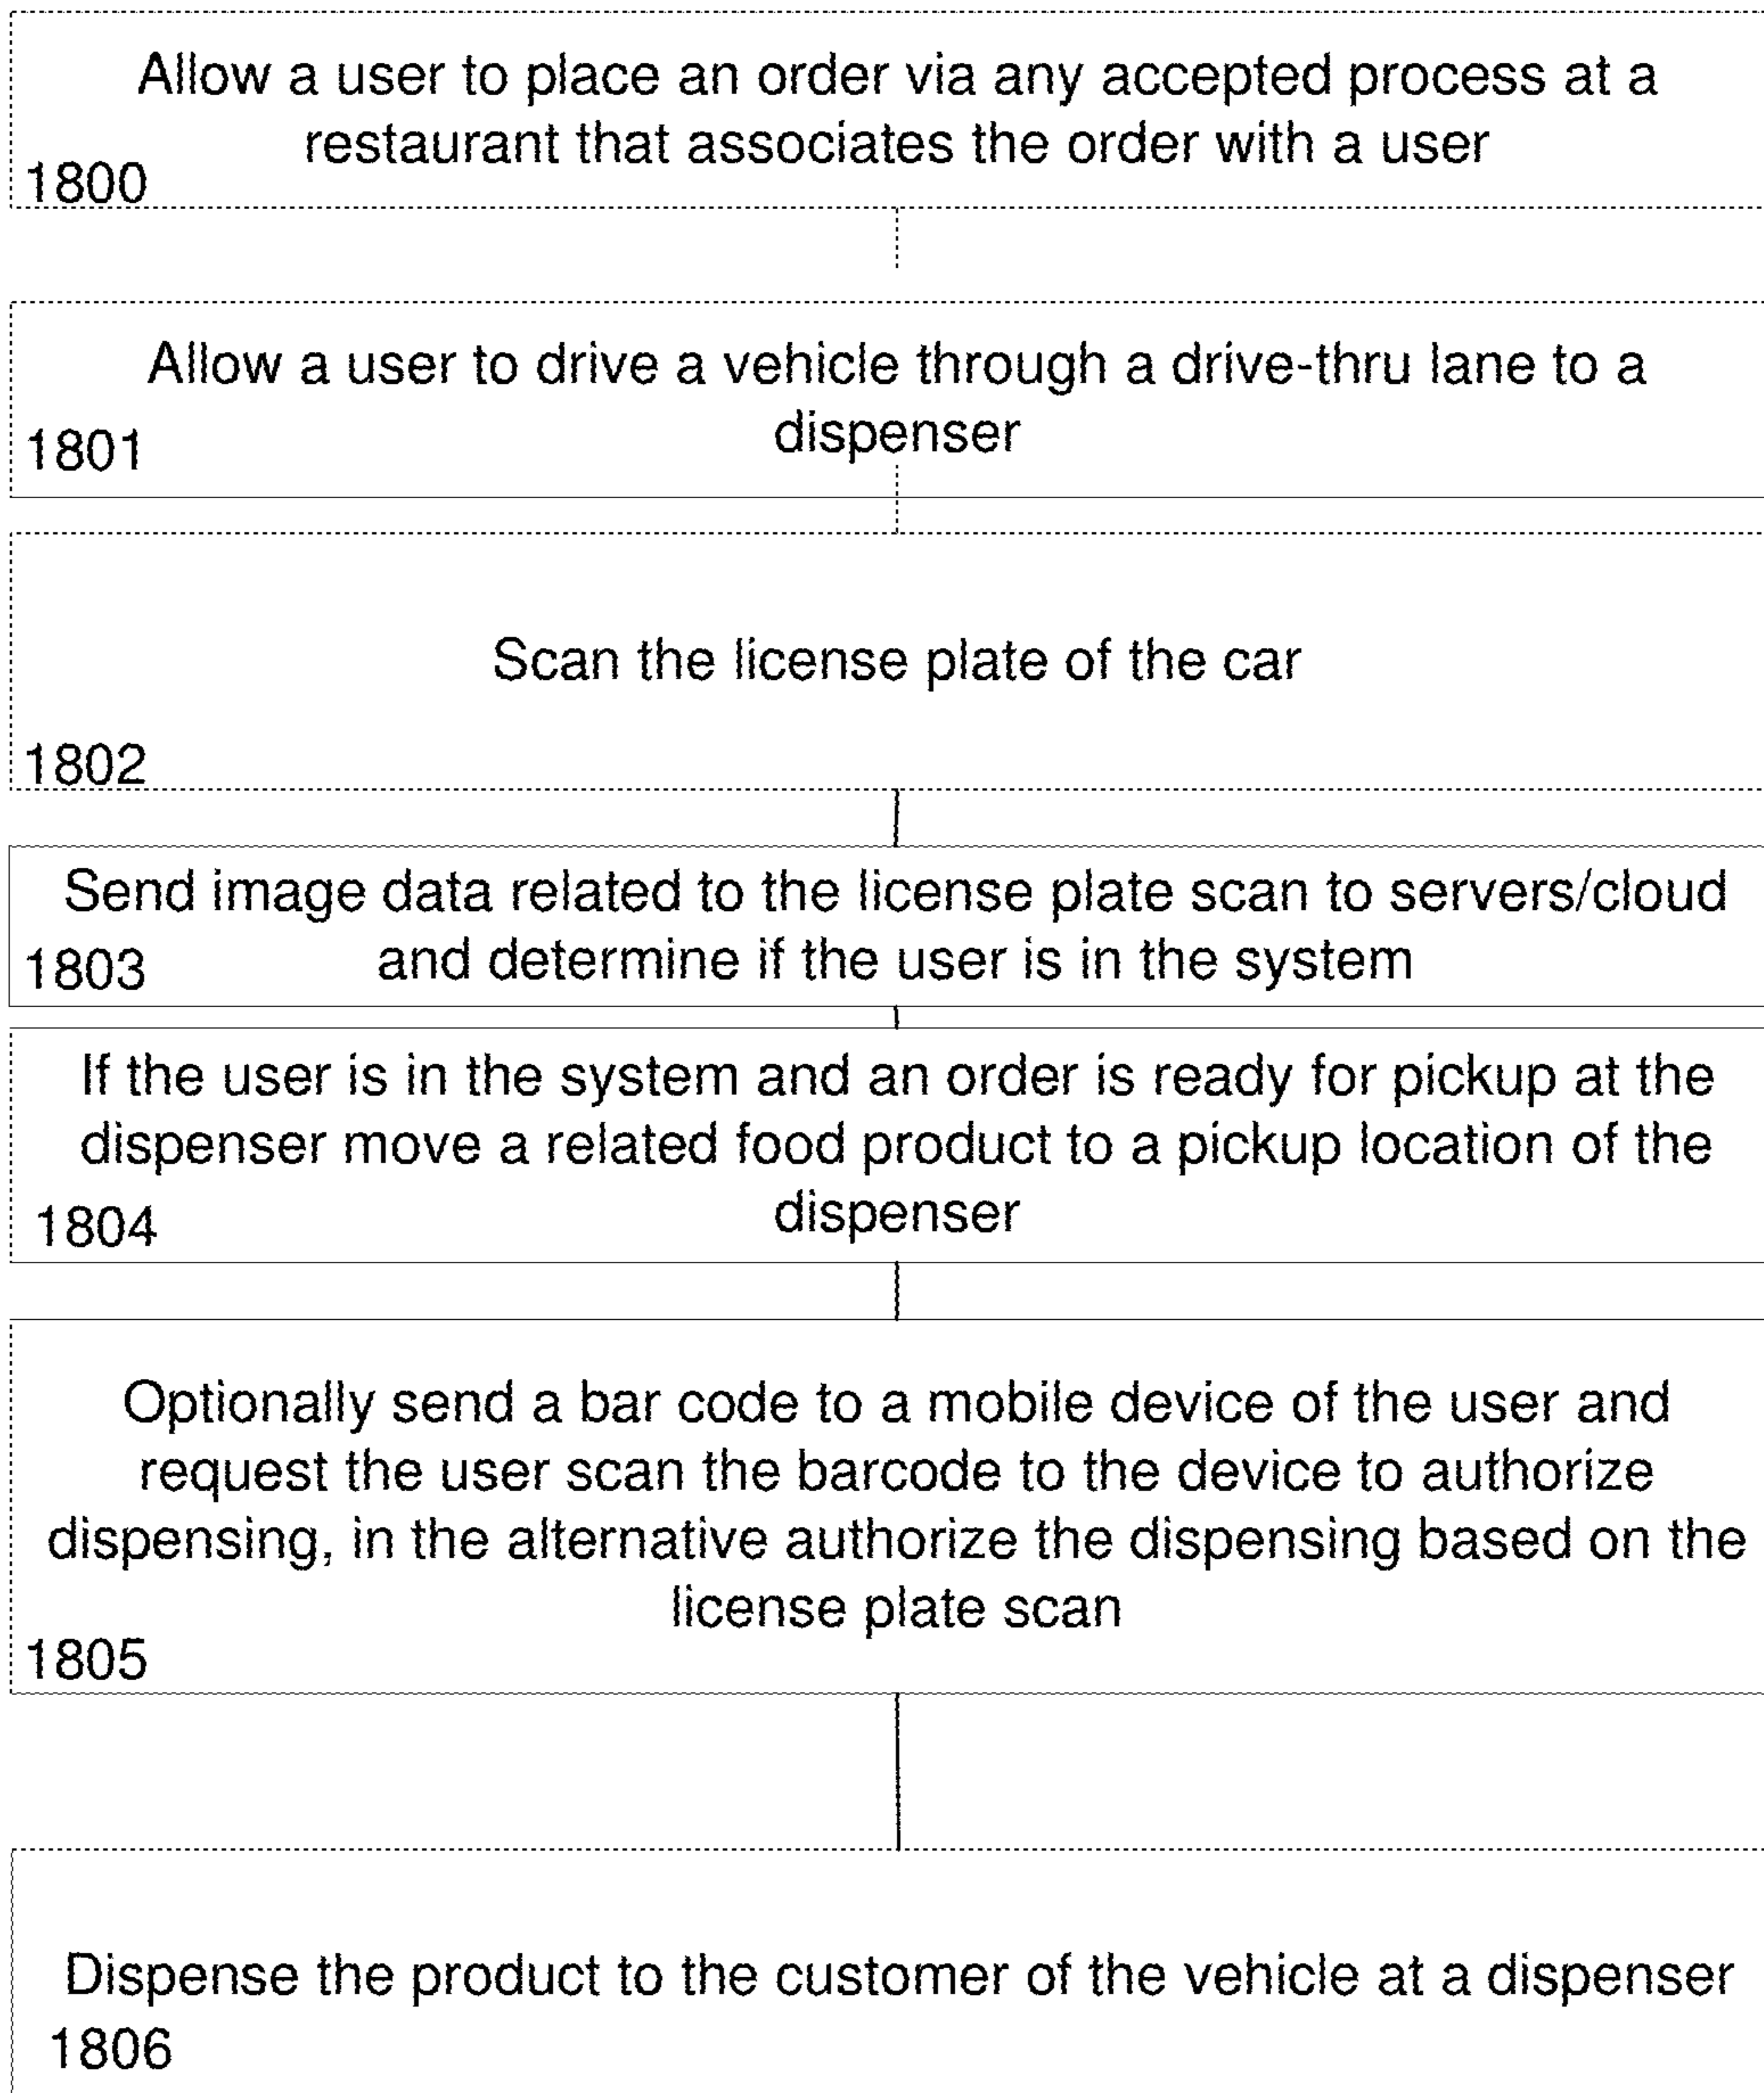 Allow a user to place an order via any accepted process at a
restaurant that associates the order with a user
1800
Allow a user to drive a vehicle through a drive-thru lane to a
dispenser
1801
Scan the license plate of the car
1802
Send image data related to the license plate scan to servers/cloud
and determine if the user is in the system
1803
If the user is in the system and an order is ready for pickup at the
dispenser move a related food product to a pickup location of the
dispenser
1804
Optionally send a bar code to a mobile device of the user and
request the user scan the barcode to the device to authorize
dispensing, in the alternative authorize the dispensing based on the
license plate scan
1805
Dispense the product to the customer of the vehicle at a dispenser
1806